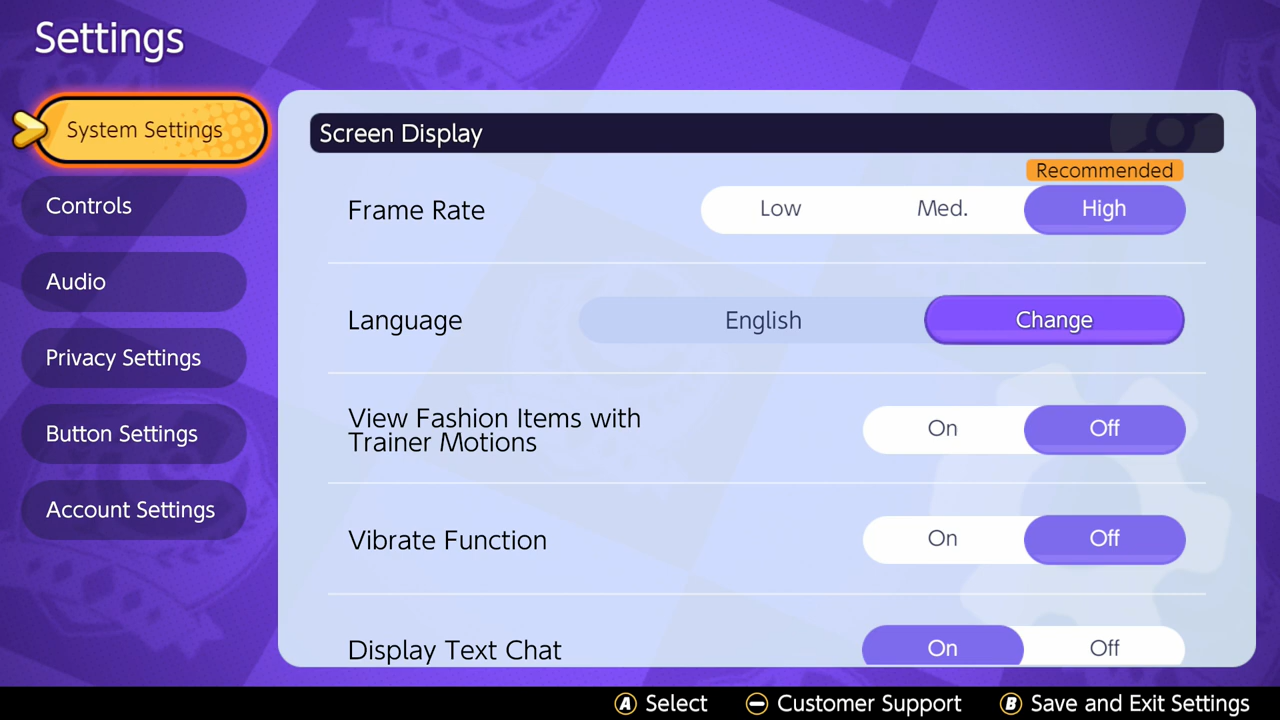 Settings
System Settings
Controls
Audio
Privacy Settings
Button Settings
Account Settings
Screen Display
Recommended
Frame Rate
Low Med. High
Language
English Change
View Fashion Items with
Trainer Motions
On Off
Vibrate Function
On Off
Display Text Chat
On Off
A Select
Customer Support
B Save and Exit Settings